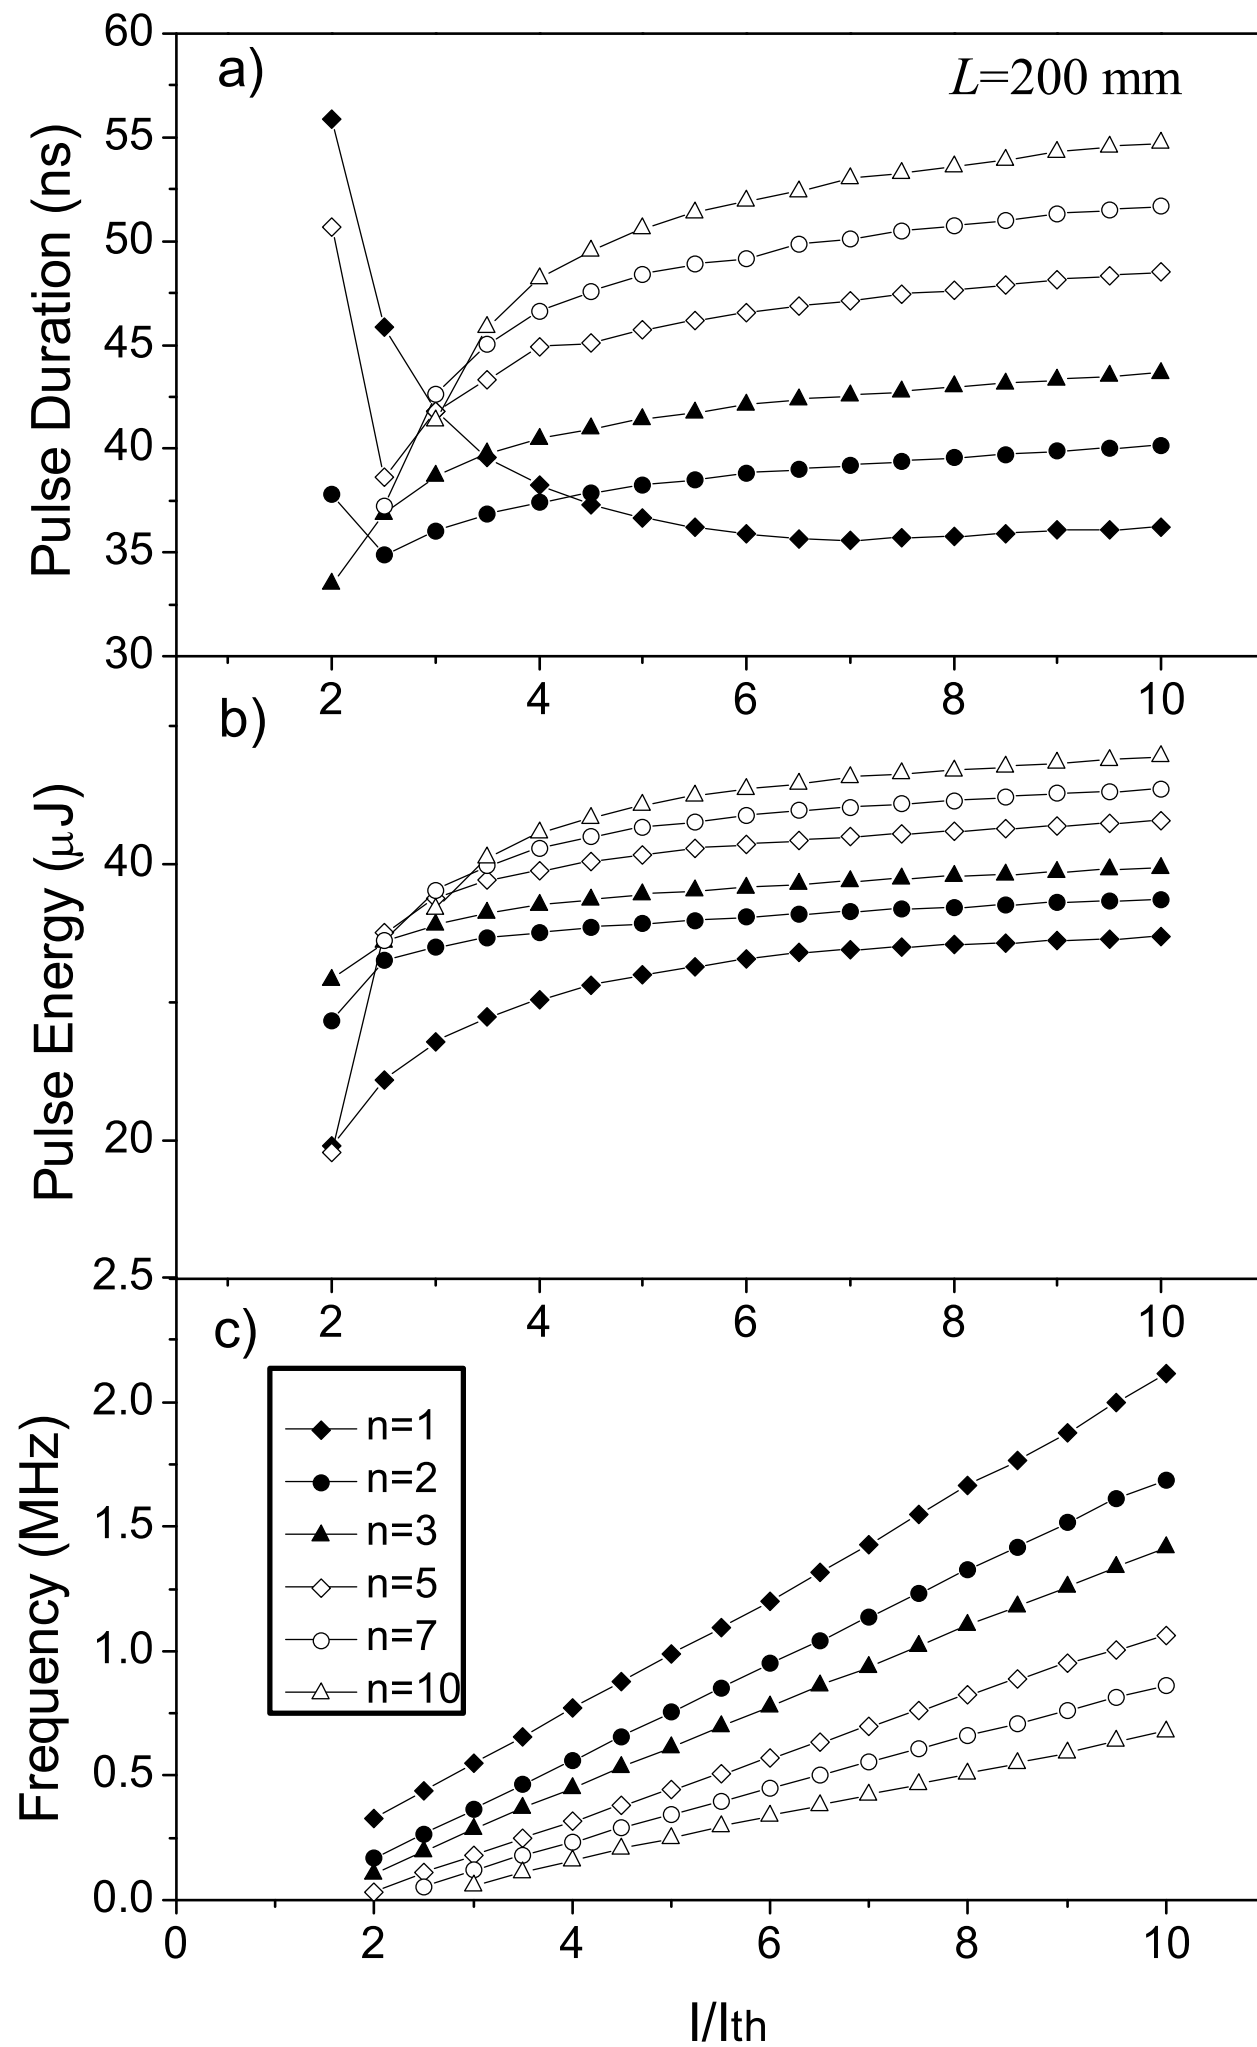 a)
L=200 mm
60
55
50
45
40
35
30
Pulse Duration (ns)
2 4 6 8 10
b)
40
20
Pulse Energy (μJ)
2 4 6 8 10
c)
2.5
2.0
1.5
1.0
0.5
0.0
Frequency (MHz)
n=1
n=2
n=3
n=5
n=7
n=10
0 2 4 6 8 10
I/Ith